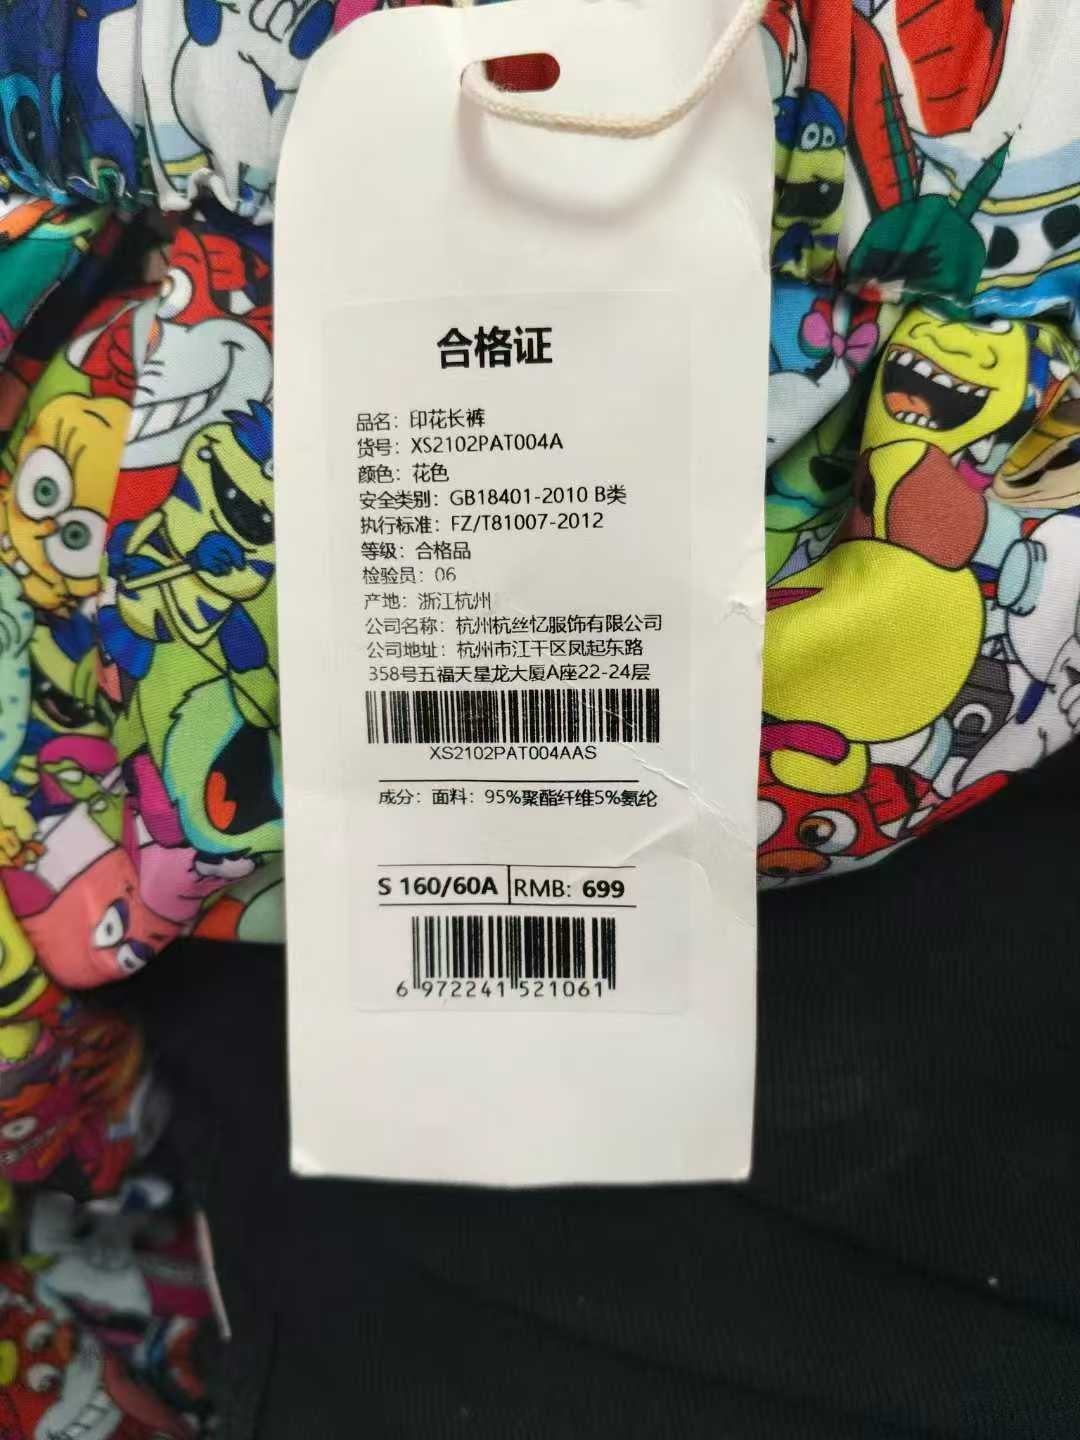 合格证
品名：印花长裤
货号：XS2102PAT004A
颜色：花色
安全类别：GB18401-2010 B类
执行标准：FZ/T81007-2012
等级：合格品
检验员：06
产地：浙江杭州
公司名称：杭州杭丝忆服饰有限公司
公司地址：杭州市江干区凤起东路
358号五福天星龙大厦A座22-24层
XS2102PAT004AAS
成分：面料：95%聚酯纤维5%氨纶
S 160/60A RMB: 699
6 972241 521061